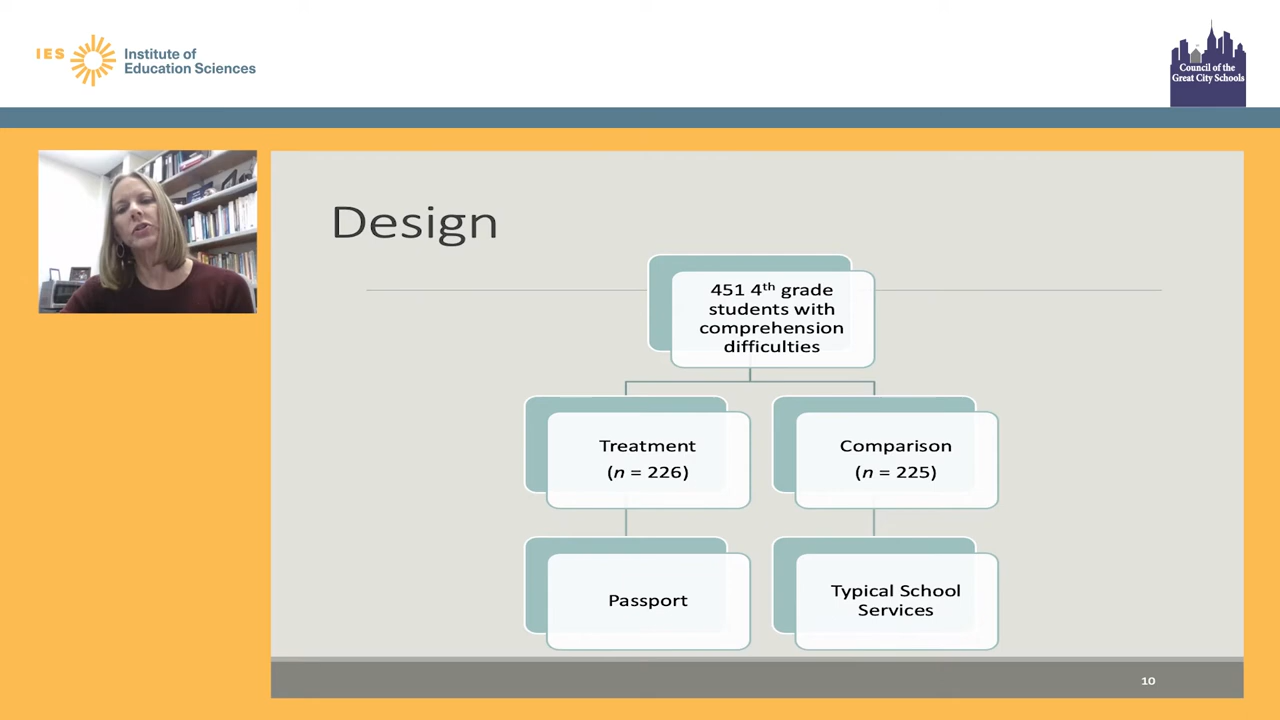 IES
Institute of
Education Sciences
Council of the
Great City Schools
Design
451 4th grade
students with
comprehension
difficulties
Treatment
(n = 226)
Comparison
(n = 225)
Passport
Typical School
Services
10